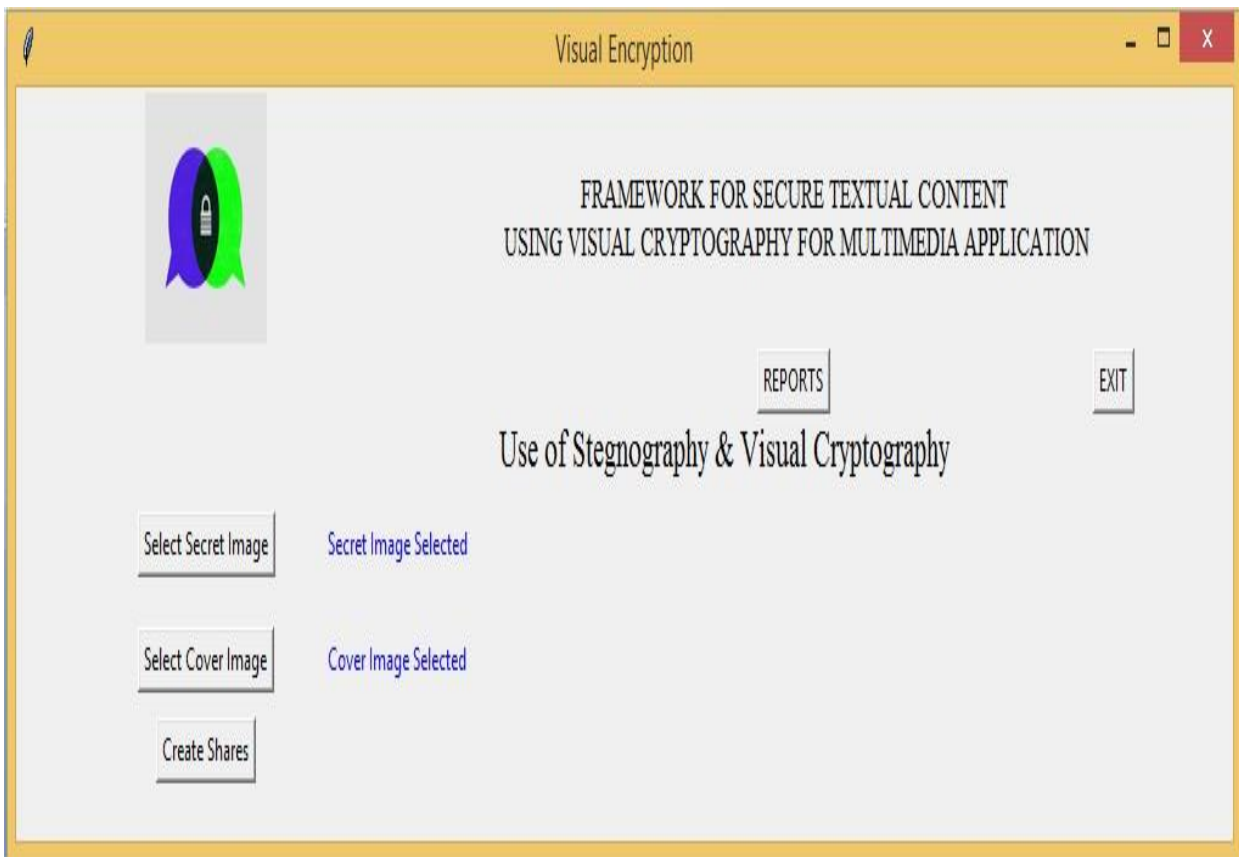 Visual Encryption
FRAMEWORK FOR SECURE TEXTUAL CONTENT
USING VISUAL CRYPTOGRAPHY FOR MULTIMEDIA APPLICATION
REPORTS
EXIT
Use of Stegnography & Visual Cryptography
Select Secret Image
Secret Image Selected
Select Cover Image
Cover Image Selected
Create Shares